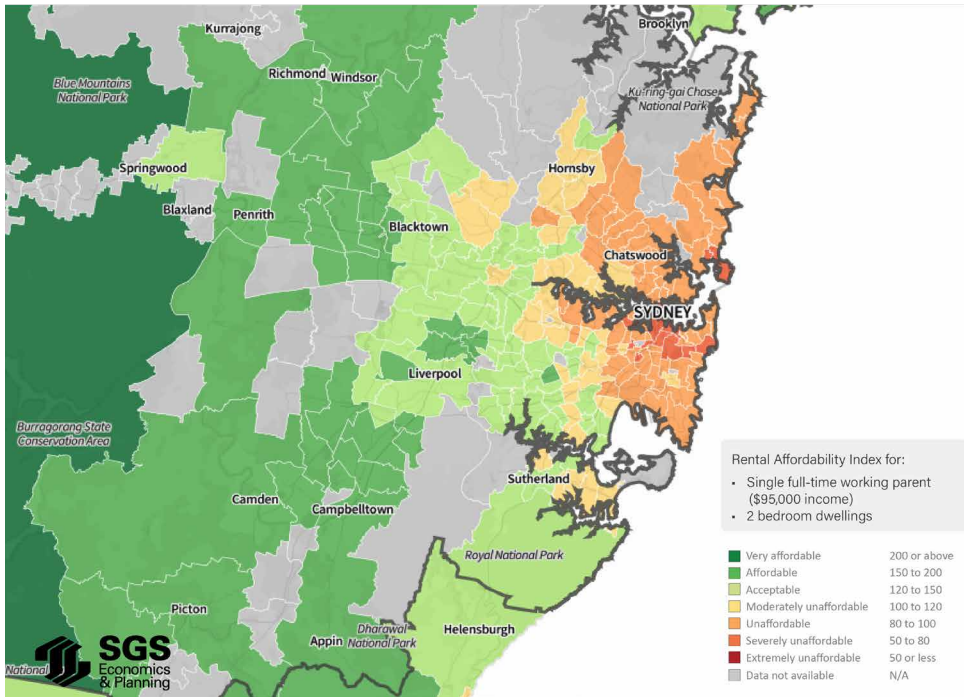 Brooklyn
Kurrajong
Richmond Windsor
Blue Mountains
National Park
Ku-ring-gai Chase
National Park
Springwood
Hornsby
Blaxland
Penrith
Blacktown
Chatswood
SYDNEY
Liverpool
Burragorang State
Conservation Area
Sutherland
Camden
Campbelltown
Royal National Park
Picton
Helensburgh
Appin
Dharawal
National Park
National
SGS
Economics
& Planning
Rental Affordability Index for:
• Single full-time working parent
($95,000 income)
• 2 bedroom dwellings
Very affordable 200 or above
Affordable 150 to 200
Acceptable 120 to 150
Moderately unaffordable 100 to 120
Unaffordable 80 to 100
Severely unaffordable 50 to 80
Extremely unaffordable 50 or less
Data not available N/A